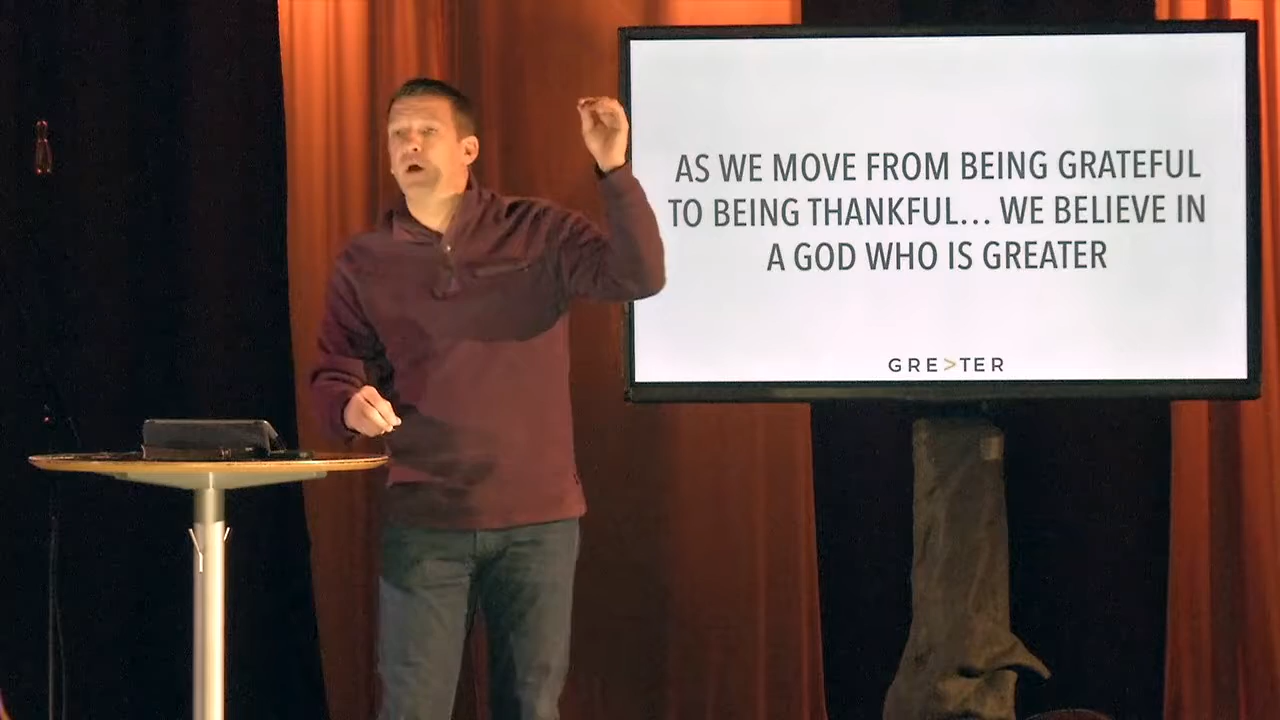 AS WE MOVE FROM BEING GRATEFUL
TO BEING THANKFUL... WE BELIEVE IN
A GOD WHO IS GREATER
GRE>TER